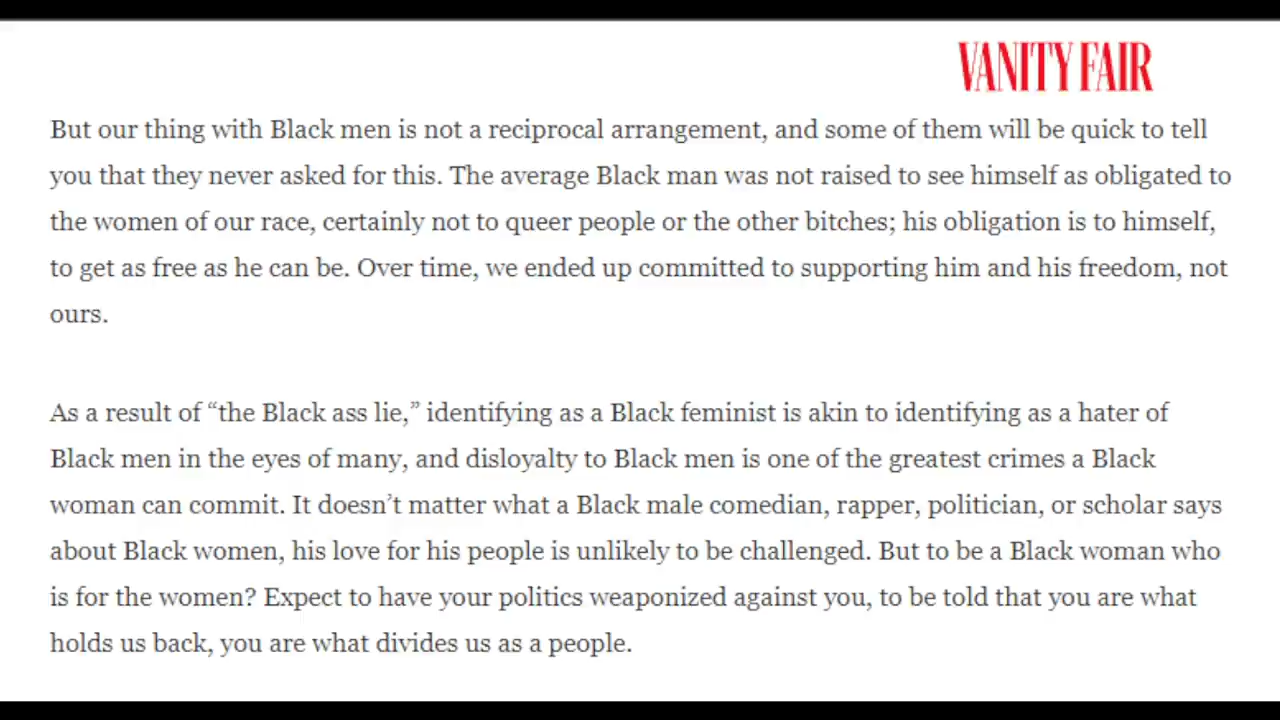 VANITY FAIR
But our thing with Black men is not a reciprocal arrangement, and some of them will be quick to tell
you that they never asked for this. The average Black man was not raised to see himself as obligated to
the women of our race, certainly not to queer people or the other bitches; his obligation is to himself,
to get as free as he can be. Over time, we ended up committed to supporting him and his freedom, not
ours.
As a result of “the Black ass lie,” identifying as a Black feminist is akin to identifying as a hater of
Black men in the eyes of many, and disloyalty to Black men is one of the greatest crimes a Black
woman can commit. It doesn’t matter what a Black male comedian, rapper, politician, or scholar says
about Black women, his love for his people is unlikely to be challenged. But to be a Black woman who
is for the women? Expect to have your politics weaponized against you, to be told that you are what
holds us back, you are what divides us as a people.